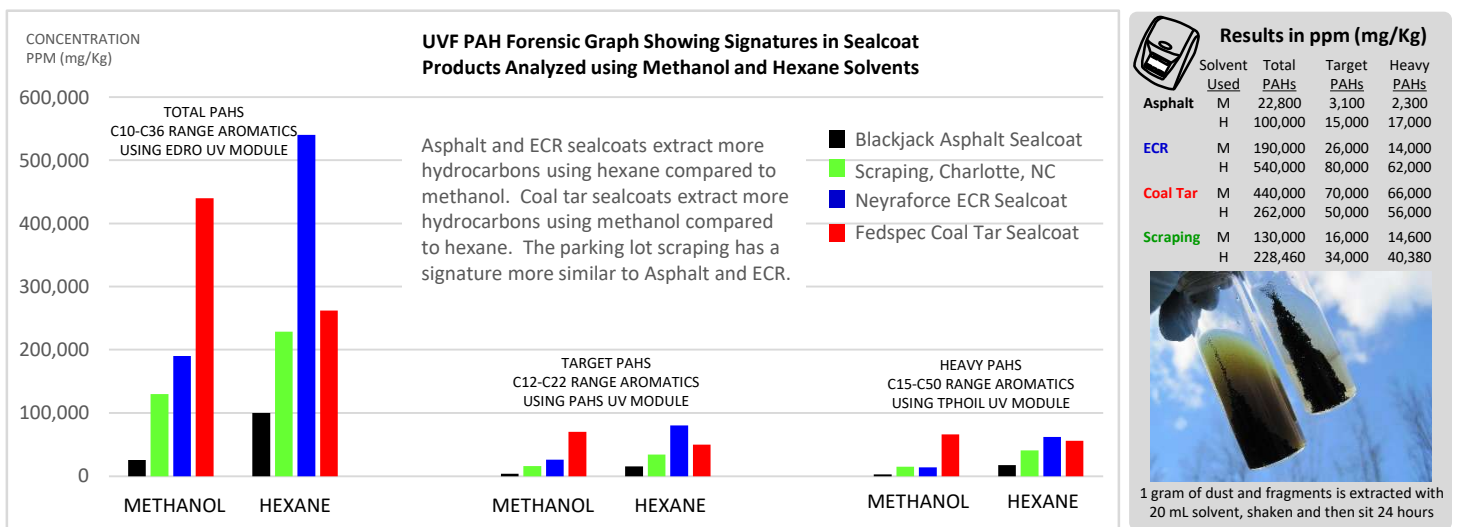 CONCENTRATION
PPM (mg/Kg)
UVF PAH Forensic Graph Showing Signatures in Sealcoat
Products Analyzed using Methanol and Hexane Solvents
600,000
500,000
400,000
300,000
200,000
100,000
0
TOTAL PAHS
C10-C36 RANGE AROMATICS
USING EDRO UV MODULE
Asphalt and ECR sealcoats extract more
hydrocarbons using hexane compared to
methanol. Coal tar sealcoats extract more
hydrocarbons using methanol compared
to hexane. The parking lot scraping has a
signature more similar to Asphalt and ECR.
Blackjack Asphalt Sealcoat
Scraping, Charlotte, NC
Neyraforce ECR Sealcoat
Fedspec Coal Tar Sealcoat
TARGET PAHS
C12-C22 RANGE AROMATICS
USING PAHS UV MODULE
HEAVY PAHS
C15-C50 RANGE AROMATICS
USING TPHOIL UV MODULE
METHANOL HEXANE
METHANOL HEXANE
METHANOL HEXANE
Results in ppm (mg/Kg)
Solvent Total Target Heavy
Used PAHs PAHs PAHs
Asphalt M 22,800 3,100 2,300
H 100,000 15,000 17,000
ECR M 190,000 26,000 14,000
H 540,000 80,000 62,000
Coal Tar M 440,000 70,000 66,000
H 262,000 50,000 56,000
Scraping M 130,000 16,000 14,600
H 228,460 34,000 40,380
1 gram of dust and fragments is extracted with
20 mL solvent, shaken and then sit 24 hours